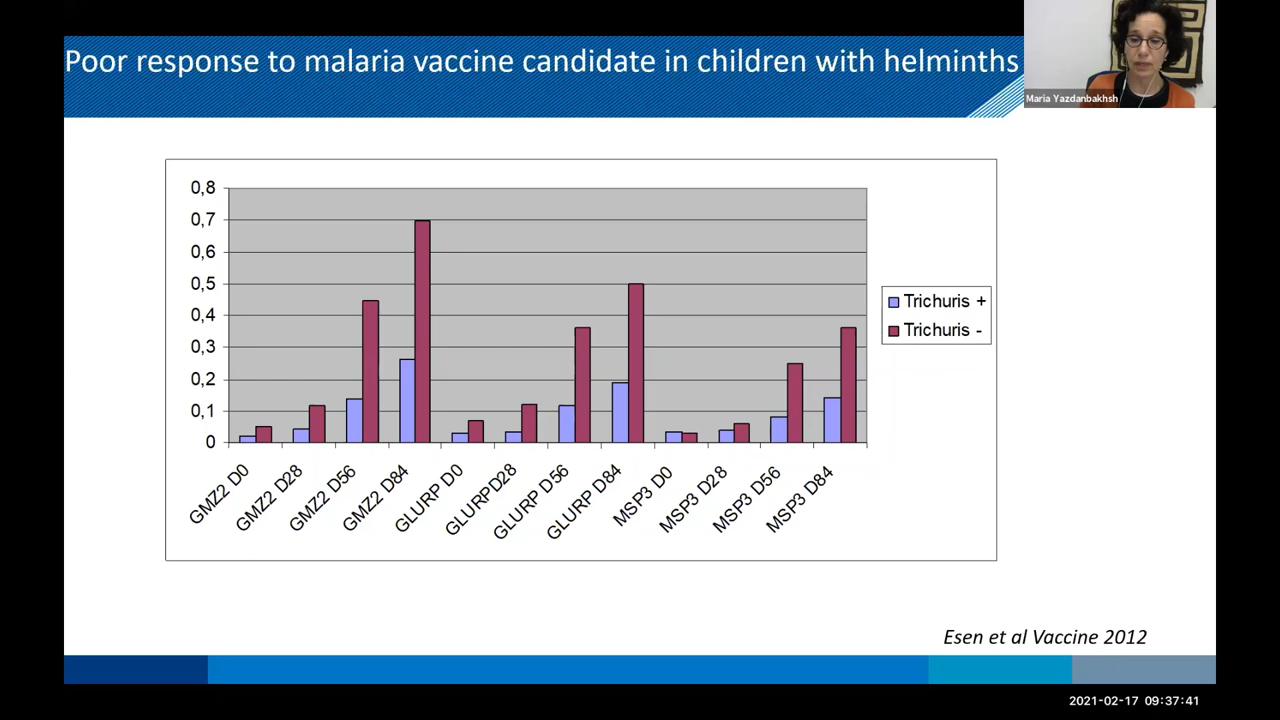 Poor response to malaria vaccine candidate in children with helminths
Maria Yazdanbakhsh
0,8
0,7
0,6
0,5
0,4
0,3
0,2
0,1
0
Trichuris +
Trichuris -
GMZ2 D0
GMZ2 D28
GMZ2 D56
GMZ2 D84
GLURP D0
GLURPD28
GLURP D56
GLURP D84
MSP3 D0
MSP3 D28
MSP3 D56
MSP3 D84
Esen et al Vaccine 2012
2021-02-17 09:37:41